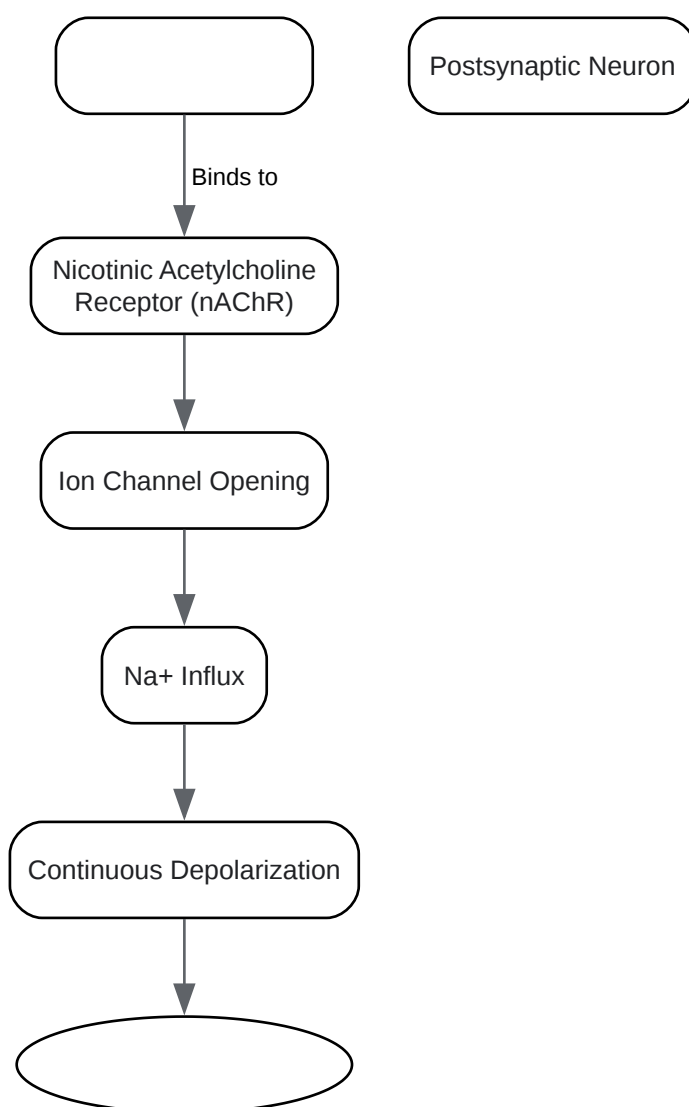 Postsynaptic Neuron
Binds to
Nicotinic Acetylcholine
Receptor (nAChR)
Ion Channel Opening
Na+ Influx
Continuous Depolarization